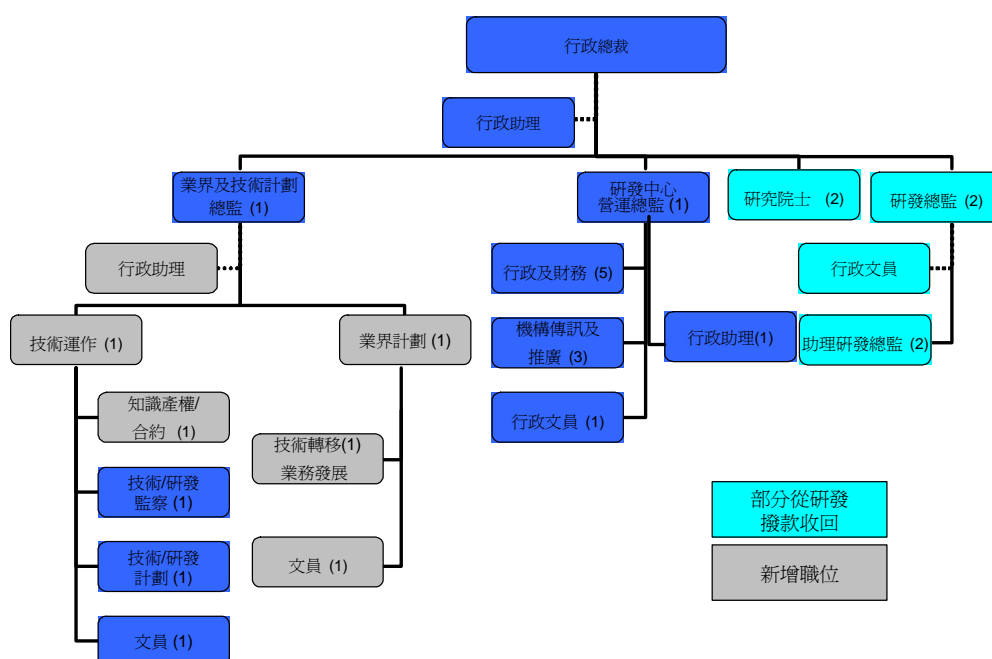 行政總裁
行政助理
業界及技術計劃
總監 (1)
研發中心
營運總監 (1)
研究院士 (2)
研發總監 (2)
行政助理
行政及財務 (5)
行政文員
技術運作 (1)
業界計劃 (1)
機構傳訊及
推廣 (3)
行政助理(1)
助理研發總監 (2)
知識產權/
合約 (1)
技術轉移(1)
業務發展
行政文員 (1)
技術/研發
監察 (1)
部分從研發
撥款收回
技術/研發
計劃 (1)
文員 (1)
新增職位
文員 (1)